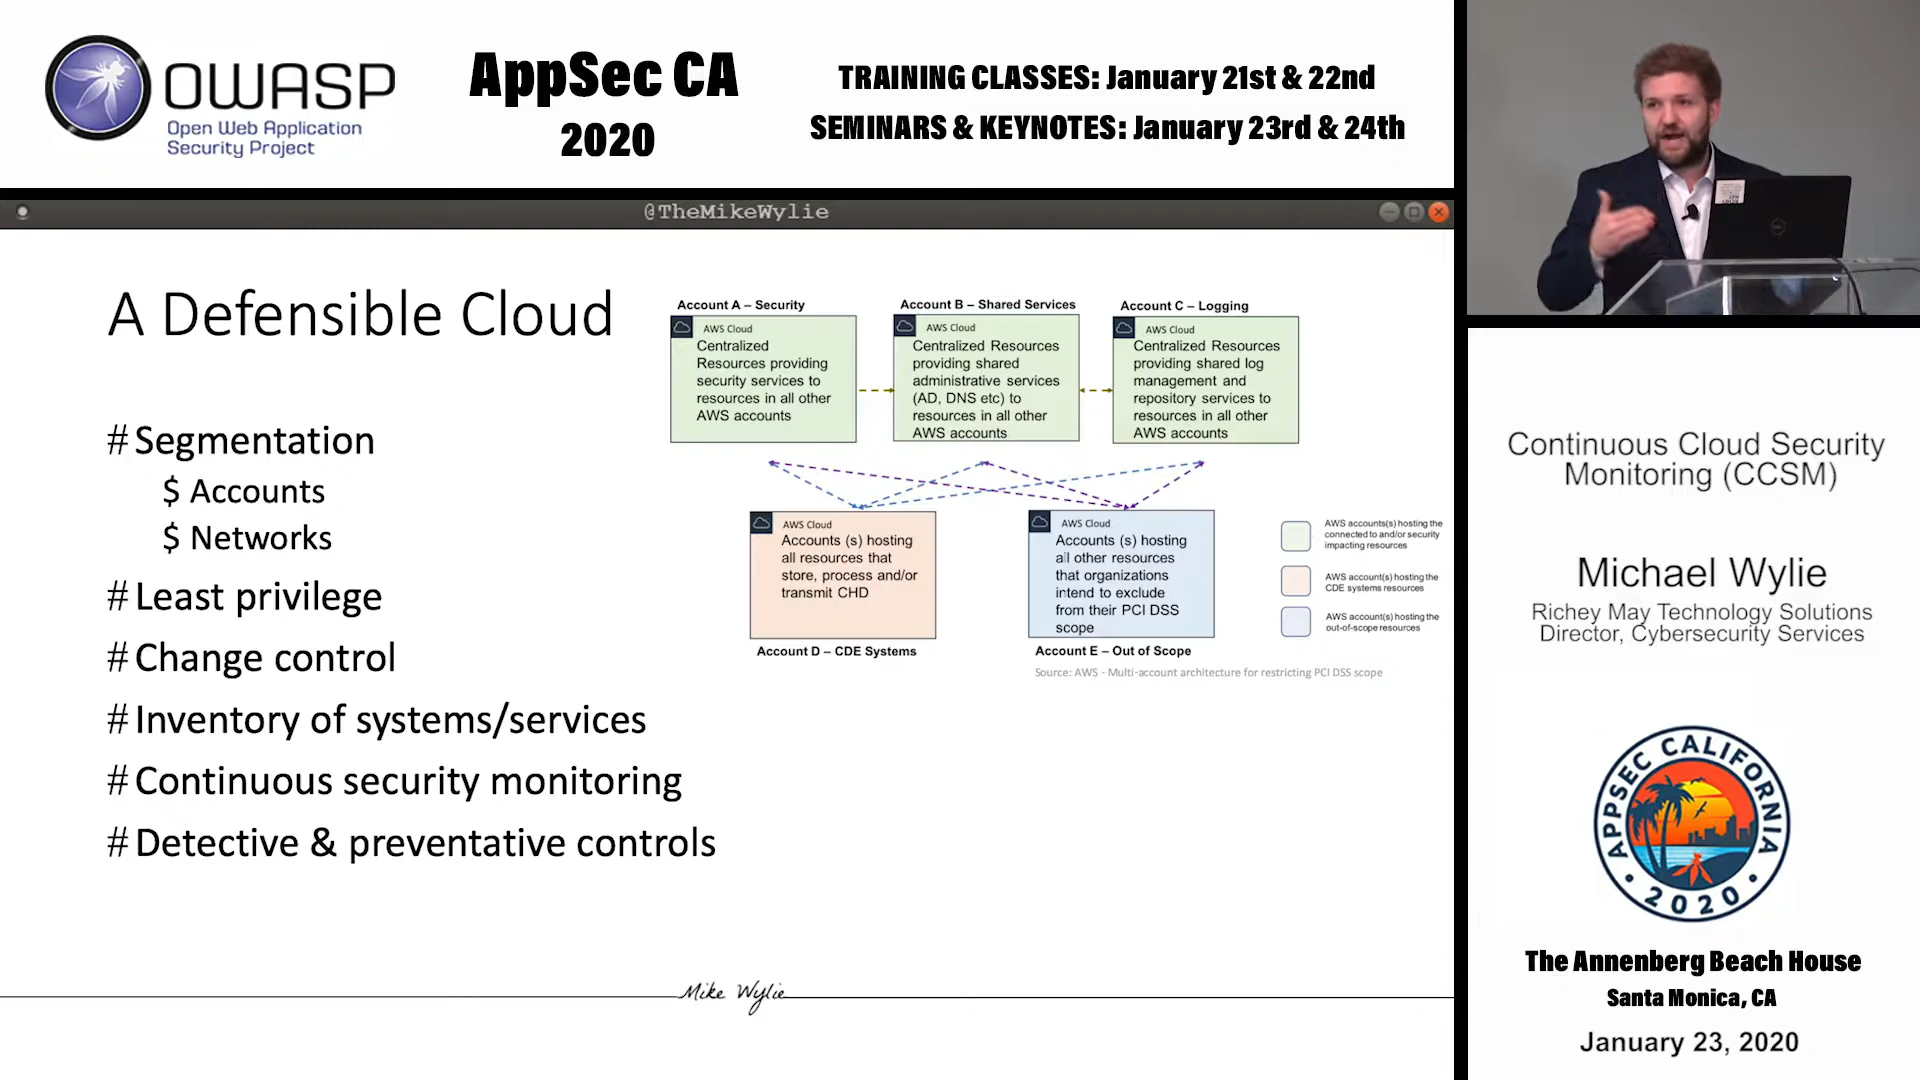 OWASP
Open Web Application
Security Project
AppSec CA
2020
TRAINING CLASSES: January 21st & 22nd
SEMINARS & KEYNOTES: January 23rd & 24th
@TheMikeWylie
A Defensible Cloud
# Segmentation
$ Accounts
$ Networks
# Least privilege
# Change control
# Inventory of systems/services
# Continuous security monitoring
# Detective & preventative controls
Account A – Security
AWS Cloud
Centralized
Resources providing
security services to
resources in all other
AWS accounts
Account B – Shared Services
AWS Cloud
Centralized Resources
providing shared
administrative services
(AD, DNS etc) to
resources in all other
AWS accounts
Account C – Logging
AWS Cloud
Centralized Resources
providing shared log
management and
repository services to
resources in all other
AWS accounts
AWS Cloud
Accounts (s) hosting
all resources that
store, process and/or
transmit CHD
Account D – CDE Systems
AWS Cloud
Accounts (s) hosting
all other resources
that organizations
intend to exclude
from their PCI DSS
scope
Account E – Out of Scope
AWS accounts(s) hosting the
connected to and/or security
impacting resources
AWS account(s) hosting the
CDE systems resources
AWS account(s) hosting the
out-of-scope resources
Source: AWS - Multi-account architecture for restricting PCI DSS scope
Mike Wylie
Continuous Cloud Security
Monitoring (CCSM)
Michael Wylie
Richey May Technology Solutions
Director, Cybersecurity Services
APPSEC CALIFORNIA
2020
The Annenberg Beach House
Santa Monica, CA
January 23, 2020